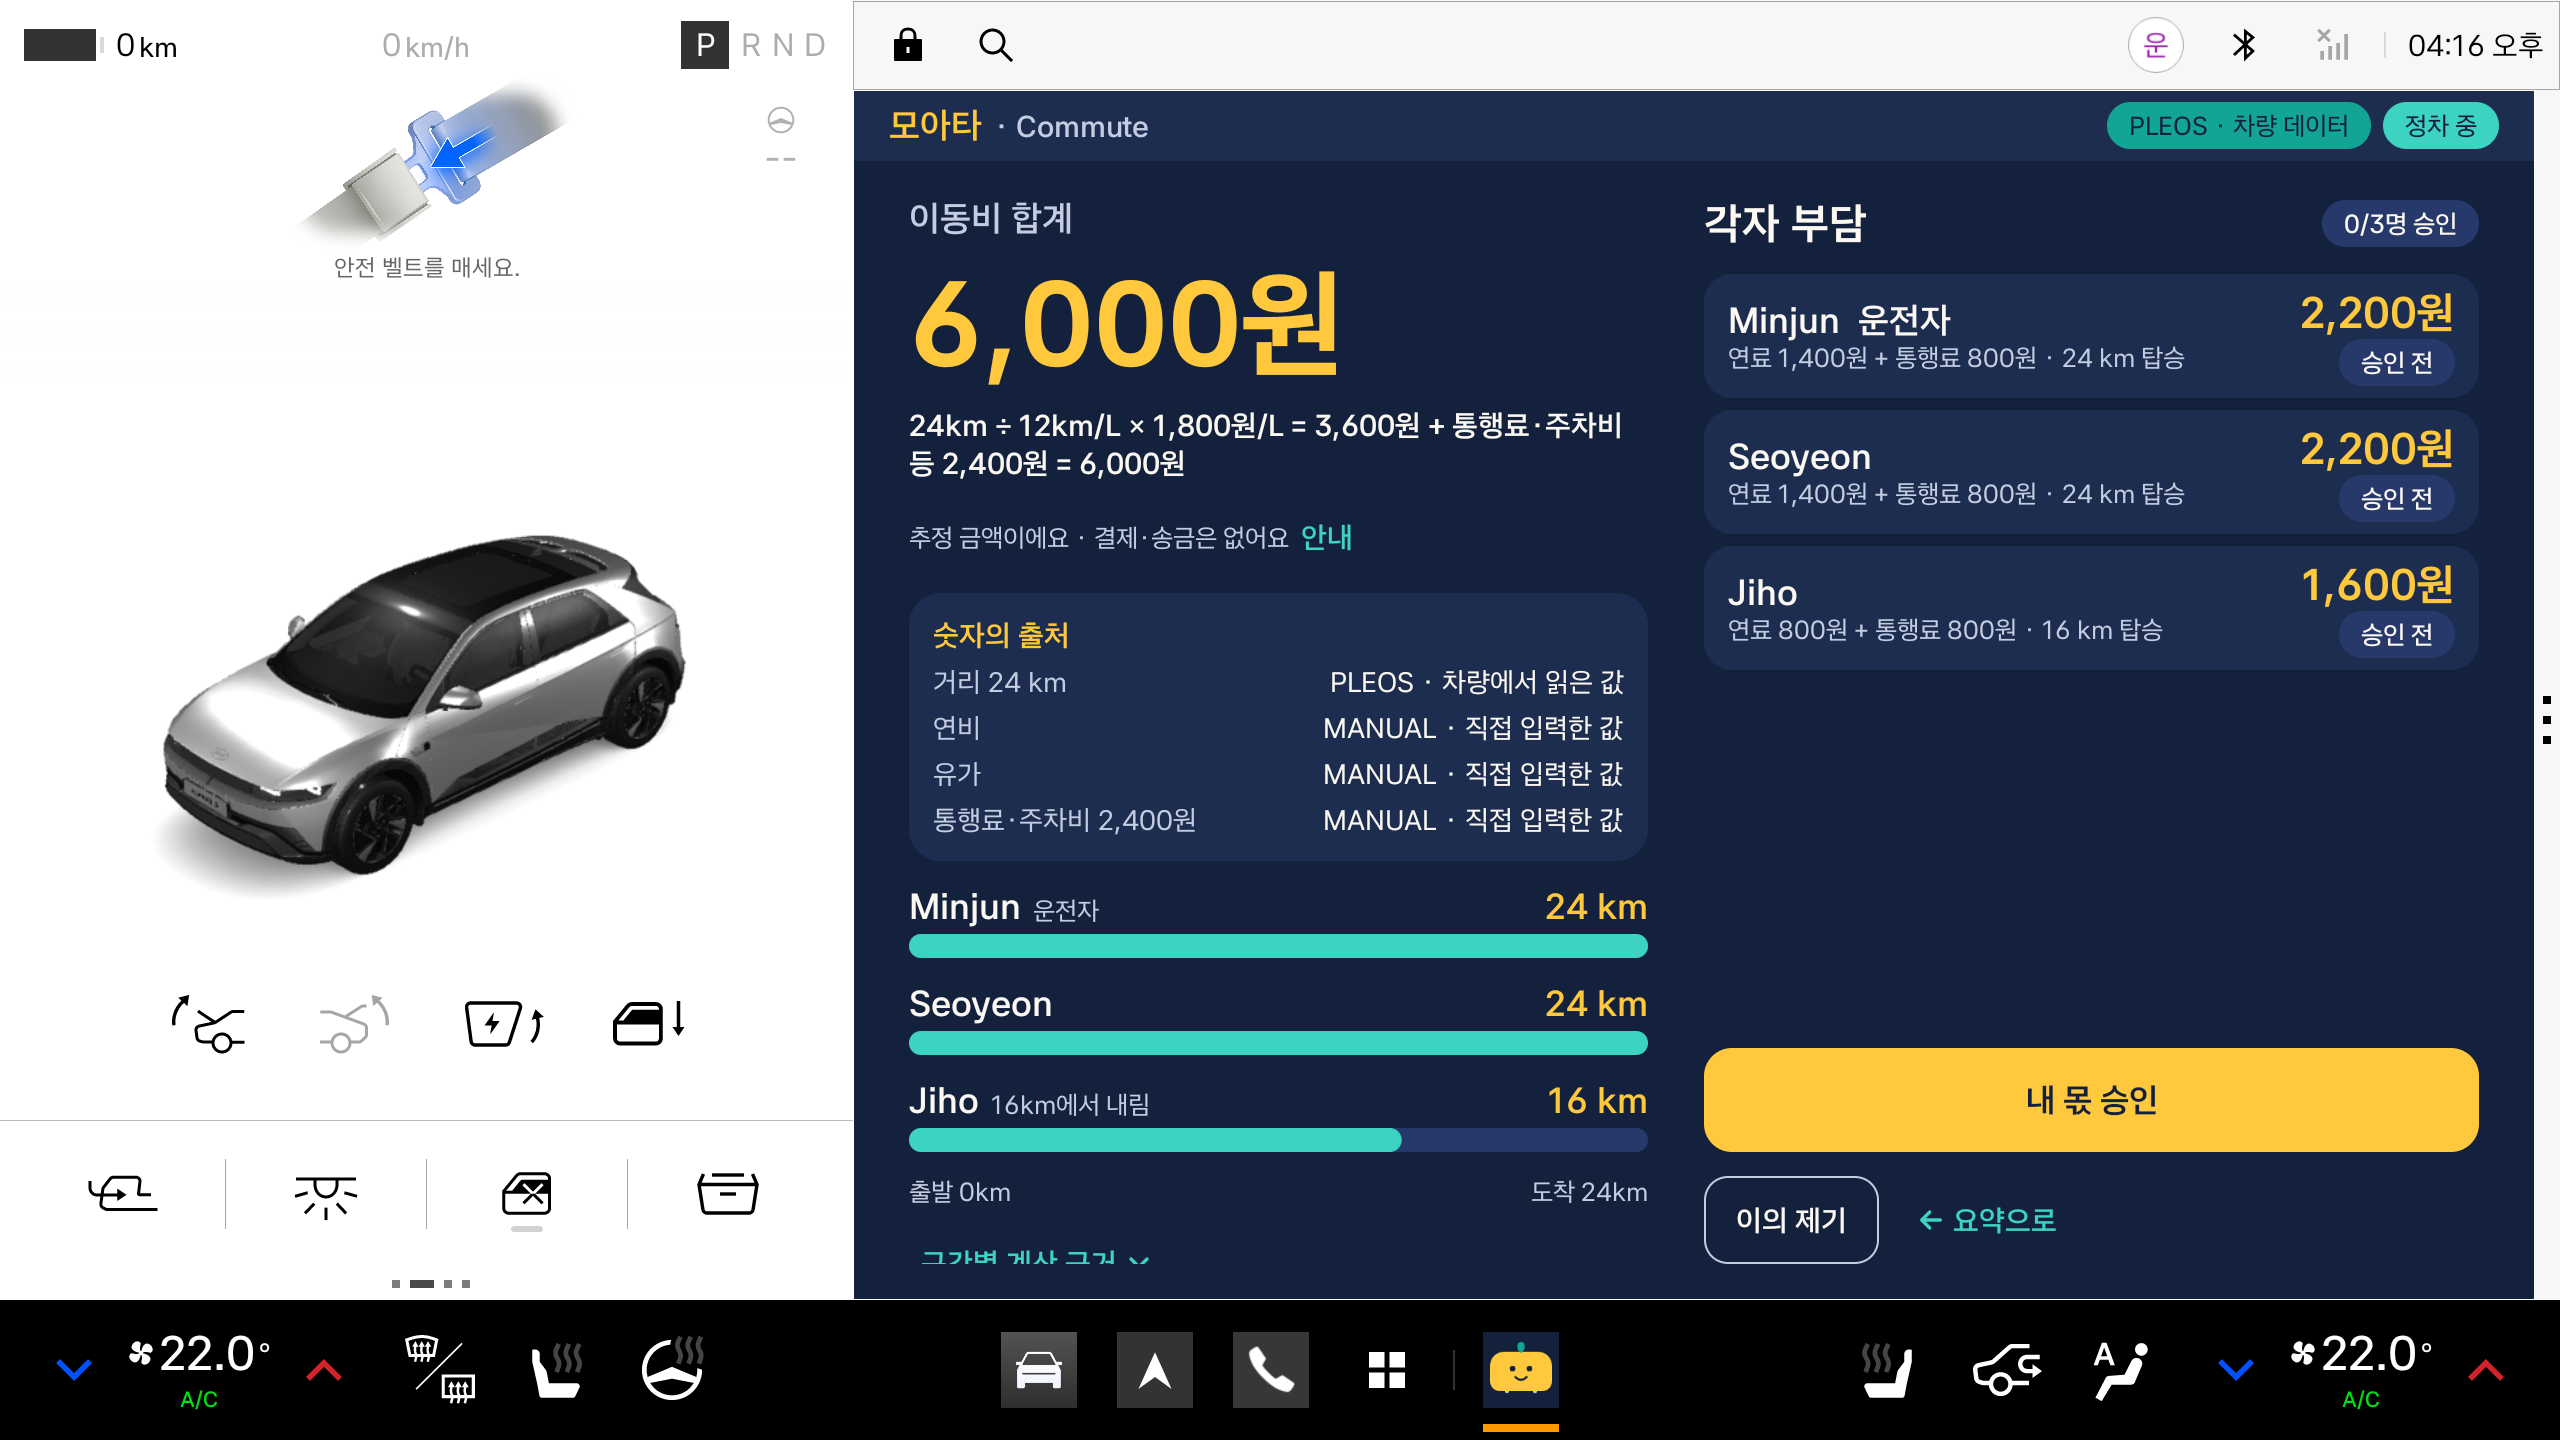 0 km
0 km/h
P R N D
안전 벨트를 매세요.
운
04:16 오후
모아타 · Commute
PLEOS · 차량 데이터
정차 중
이동비 합계
6,000원
24km ÷ 12km/L × 1,800원/L = 3,600원 + 통행료·주차비
등 2,400원 = 6,000원
추정 금액이에요 · 결제·송금은 없어요 안내
숫자의 출처
거리 24 km PLEOS · 차량에서 읽은 값
연비 MANUAL · 직접 입력한 값
유가 MANUAL · 직접 입력한 값
통행료·주차비 2,400원 MANUAL · 직접 입력한 값
Minjun 운전자 24 km
Seoyeon 24 km
Jiho 16km에서 내림 16 km
출발 0km 도착 24km
구간별 계산 근거
각자 부담
0/3명 승인
Minjun 운전자 2,200원
연료 1,400원 + 통행료 800원 · 24 km 탑승
승인 전
Seoyeon 2,200원
연료 1,400원 + 통행료 800원 · 24 km 탑승
승인 전
Jiho 1,600원
연료 800원 + 통행료 800원 · 16 km 탑승
승인 전
내 몫 승인
이의 제기
← 요약으로
22.0°
A/C
A
22.0°
A/C